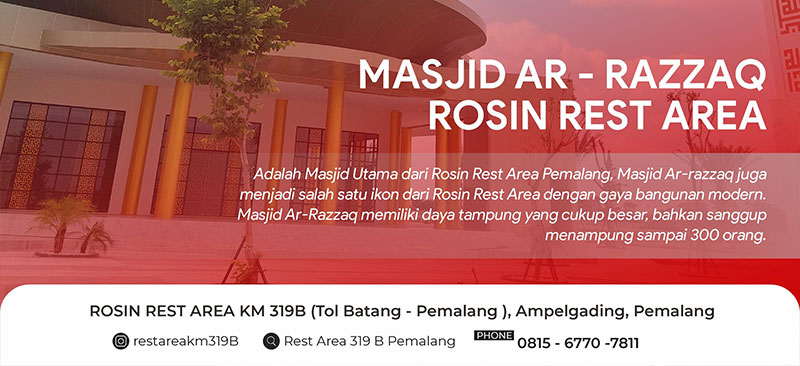 MASJID AR - RAZZAQ
ROSIN REST AREA
Adalah Masjid Utama dari Rosin Rest Area Pemalang, Masjid Ar-razzaq juga
menjadi salah satu ikon dari Rosin Rest Area dengan gaya bangunan modern.
Masjid Ar-Razzaq memiliki daya tampung yang cukup besar, bahkan sanggup
menampung sampai 300 orang.
ROSIN REST AREA KM 319B (Tol Batang - Pemalang ), Ampelgading, Pemalang
restareakm319B
Rest Area 319 B Pemalang
PHONE 0815 - 6770 -7811